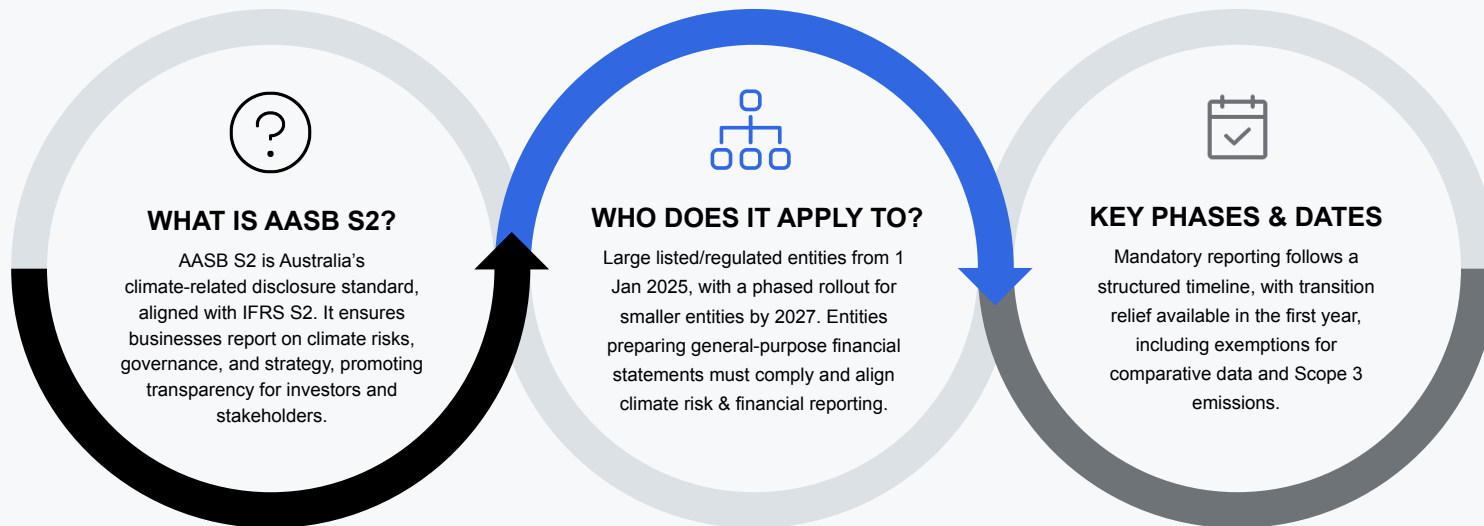 WHAT IS AASB S2?
AASB S2 is Australia’s
climate-related disclosure standard,
aligned with IFRS S2. It ensures
businesses report on climate risks,
governance, and strategy, promoting
transparency for investors and
stakeholders.
WHO DOES IT APPLY TO?
Large listed/regulated entities from 1
Jan 2025, with a phased rollout for
smaller entities by 2027. Entities
preparing general-purpose financial
statements must comply and align
climate risk & financial reporting.
KEY PHASES & DATES
Mandatory reporting follows a
structured timeline, with transition
relief available in the first year,
including exemptions for
comparative data and Scope 3
emissions.